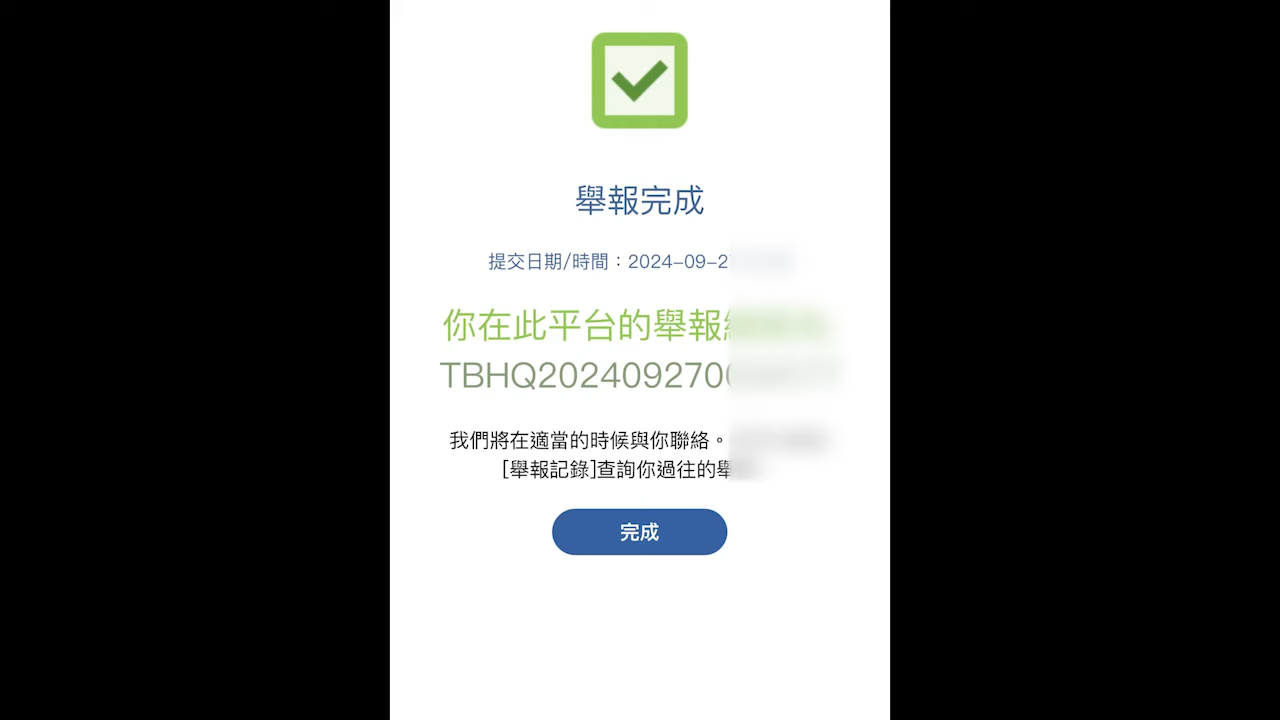 舉報完成
提交日期/時間：2024-09-2
你在此平台的舉報
TBHQ202409270
我們將在適當的時候與你聯絡。
[舉報記錄]查詢你過往的舉
完成